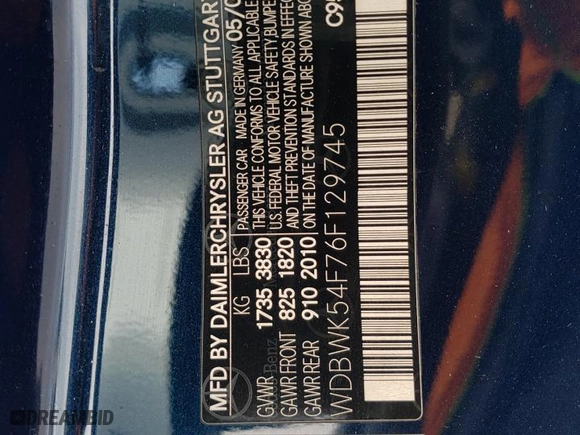 MFD BY DAIMLERCHRYSLER AG STUTTGART
PASSENGER CAR MADE IN GERMANY 05/0
KG LBS
THIS VEHICLE CONFORMS TO ALL APPLICABLE
GVWR 1735 3830
U.S. FEDERAL MOTOR VEHICLE SAFETY, BUMPER
GAWR FRONT 825 1820
AND THEFT PREVENTION STANDARDS IN EFFECT
GAWR REAR 910 2010
ON THE DATE OF MANUFACTURE SHOWN ABOVE
WDBWK54F76F129745
DREAMBID